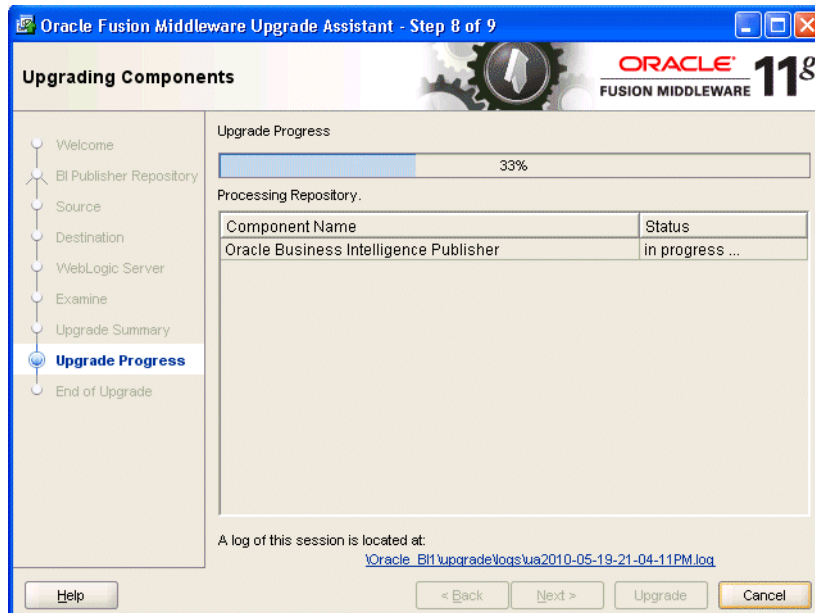 Oracle Fusion Middleware Upgrade Assistant - Step 8 of 9
Upgrading Components
ORACLE
FUSION MIDDLEWARE 11g
Welcome
BI Publisher Repository
Source
Destination
WebLogic Server
Examine
Upgrade Summary
Upgrade Progress
End of Upgrade
Upgrade Progress
33%
Processing Repository.
Component Name Status
Oracle Business Intelligence Publisher in progress ...
A log of this session is located at:
\Oracle_BI1\upgrade\logs\ua2010-05-19-21-04-11PM.log
Help < Back Next > Upgrade Cancel